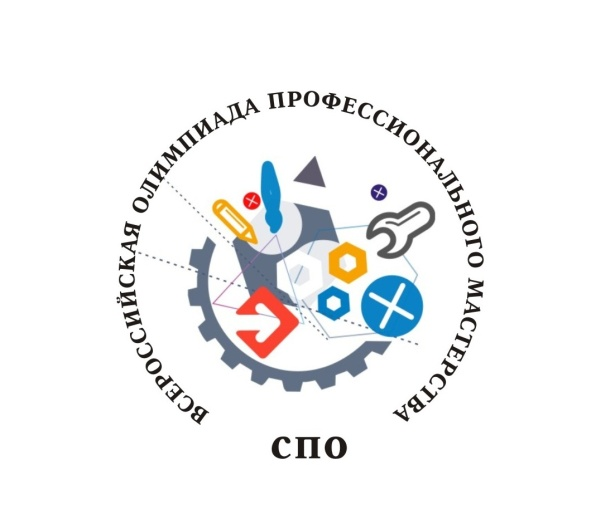 ВСЕРОССИЙСКАЯ ОЛИМПИАДА ПРОФЕССИОНАЛЬНОГО МАСТЕРСТВА
СПО